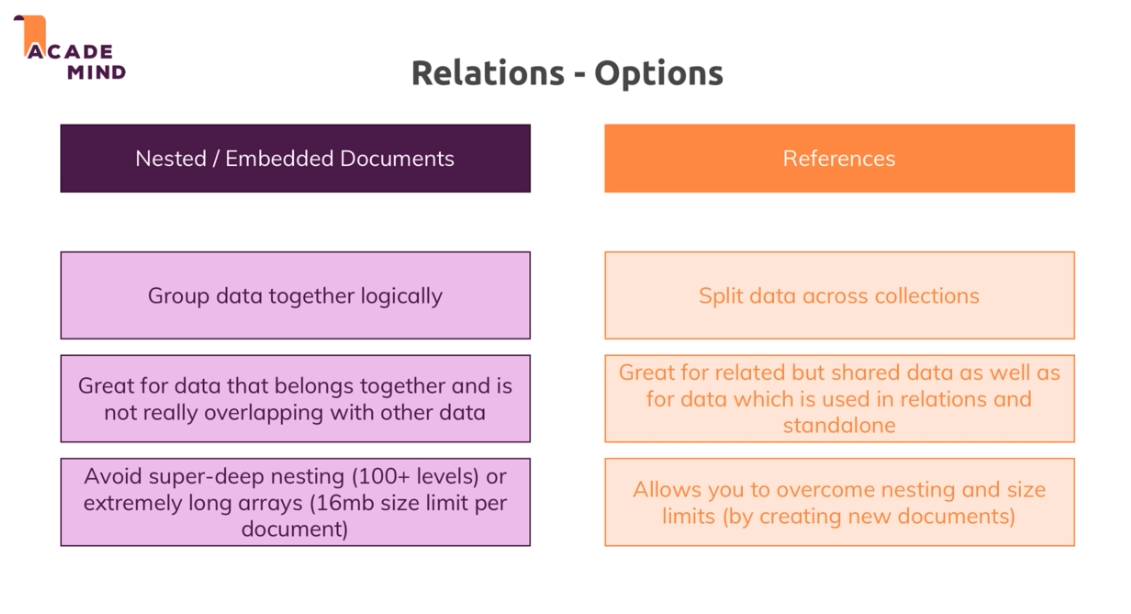 ACADE
MIND
Relations - Options
Nested / Embedded Documents
References
Group data together logically
Split data across collections
Great for data that belongs together and is
not really overlapping with other data
Great for related but shared data as well as
for data which is used in relations and
standalone
Avoid super-deep nesting (100+ levels) or
extremely long arrays (16mb size limit per
document)
Allows you to overcome nesting and size
limits (by creating new documents)